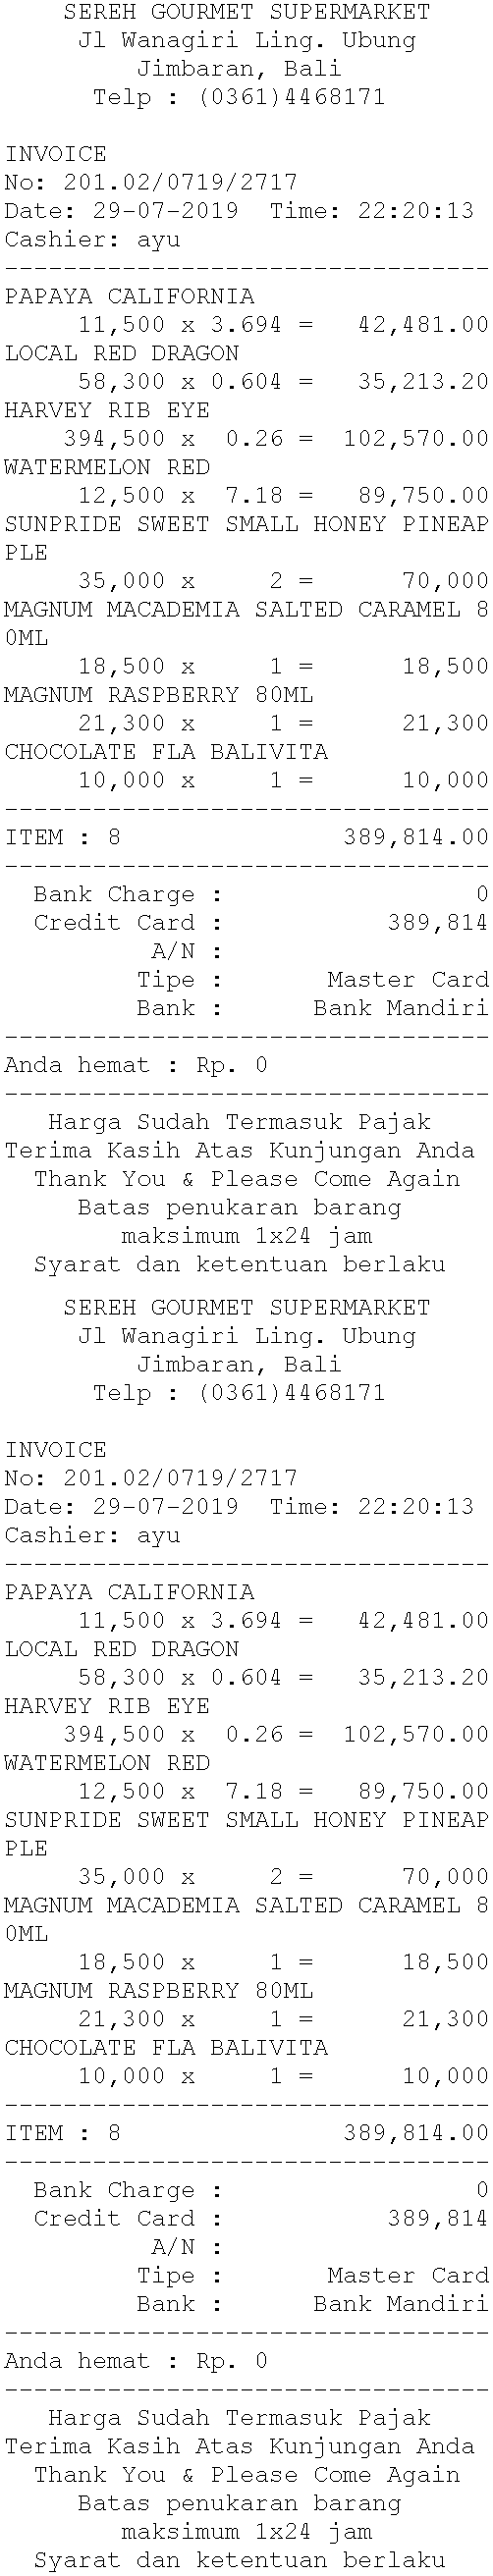 SEREH GOURMET SUPERMARKET
Jl Wanagiri Ling. Ubung
Jimbaran, Bali
Telp : (0361)4468171
INVOICE
No: 201.02/0719/2717
Date: 29-07-2019  Time: 22:20:13
Cashier: ayu
---------------------------------
PAPAYA CALIFORNIA
11,500 x 3.694 =   42,481.00
LOCAL RED DRAGON
58,300 x 0.604 =   35,213.20
HARVEY RIB EYE
394,500 x  0.26 =  102,570.00
WATERMELON RED
12,500 x  7.18 =   89,750.00
SUNPRIDE SWEET SMALL HONEY PINEAP
PLE
35,000 x     2 =      70,000
MAGNUM MACADEMIA SALTED CARAMEL 8
0ML
18,500 x     1 =      18,500
MAGNUM RASPBERRY 80ML
21,300 x     1 =      21,300
CHOCOLATE FLA BALIVITA
10,000 x     1 =      10,000
---------------------------------
ITEM : 8               389,814.00
---------------------------------
Bank Charge :                 0
Credit Card :           389,814
A/N :
Tipe :       Master Card
Bank :      Bank Mandiri
---------------------------------
Anda hemat : Rp. 0
---------------------------------
Harga Sudah Termasuk Pajak
Terima Kasih Atas Kunjungan Anda
Thank You & Please Come Again
Batas penukaran barang
maksimum 1x24 jam
Syarat dan ketentuan berlaku
SEREH GOURMET SUPERMARKET
Jl Wanagiri Ling. Ubung
Jimbaran, Bali
Telp : (0361)4468171
INVOICE
No: 201.02/0719/2717
Date: 29-07-2019  Time: 22:20:13
Cashier: ayu
---------------------------------
PAPAYA CALIFORNIA
11,500 x 3.694 =   42,481.00
LOCAL RED DRAGON
58,300 x 0.604 =   35,213.20
HARVEY RIB EYE
394,500 x  0.26 =  102,570.00
WATERMELON RED
12,500 x  7.18 =   89,750.00
SUNPRIDE SWEET SMALL HONEY PINEAP
PLE
35,000 x     2 =      70,000
MAGNUM MACADEMIA SALTED CARAMEL 8
0ML
18,500 x     1 =      18,500
MAGNUM RASPBERRY 80ML
21,300 x     1 =      21,300
CHOCOLATE FLA BALIVITA
10,000 x     1 =      10,000
---------------------------------
ITEM : 8               389,814.00
---------------------------------
Bank Charge :                 0
Credit Card :           389,814
A/N :
Tipe :       Master Card
Bank :      Bank Mandiri
---------------------------------
Anda hemat : Rp. 0
---------------------------------
Harga Sudah Termasuk Pajak
Terima Kasih Atas Kunjungan Anda
Thank You & Please Come Again
Batas penukaran barang
maksimum 1x24 jam
Syarat dan ketentuan berlaku